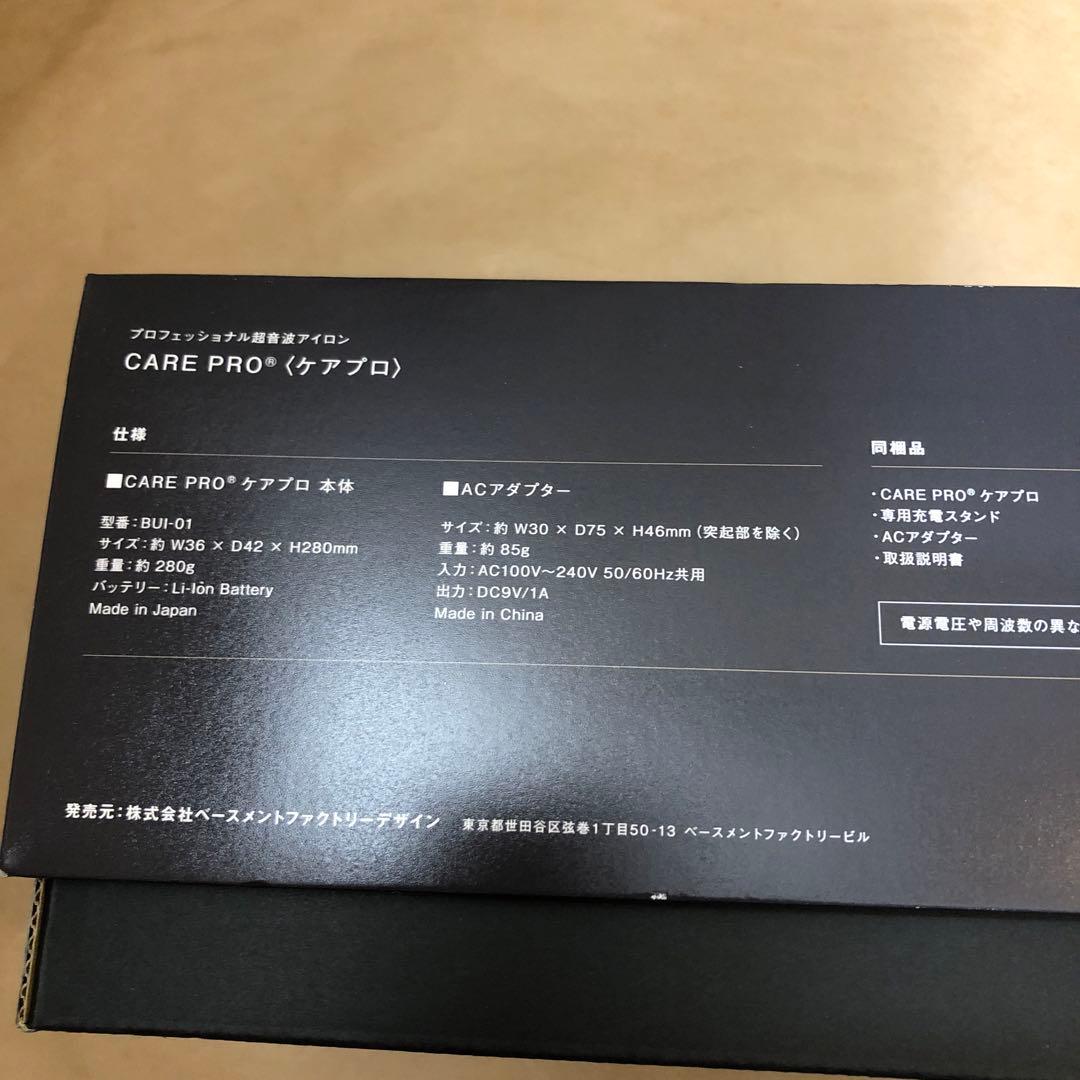 プロフェッショナル超音波アイロン
CARE PRO®〈ケアプロ〉
仕様
■CARE PRO®ケアプロ 本体
型番：BUI-01
サイズ：約 W36 × D42 × H280mm
重量：約 280g
バッテリー：Li-Ion Battery
Made in Japan
■ACアダプター
サイズ：約 W30 × D75 × H46mm（突起部を除く）
重量：約 85g
入力：AC100V〜240V 50/60Hz共用
出力：DC9V/1A
Made in China
同梱品
・CARE PRO®ケアプロ
・専用充電スタンド
・ACアダプター
・取扱説明書
電源電圧や周波数の異な
発売元：株式会社ベースメントファクトリーデザイン 東京都世田谷区弦巻1丁目50-13 ベースメントファクトリービル